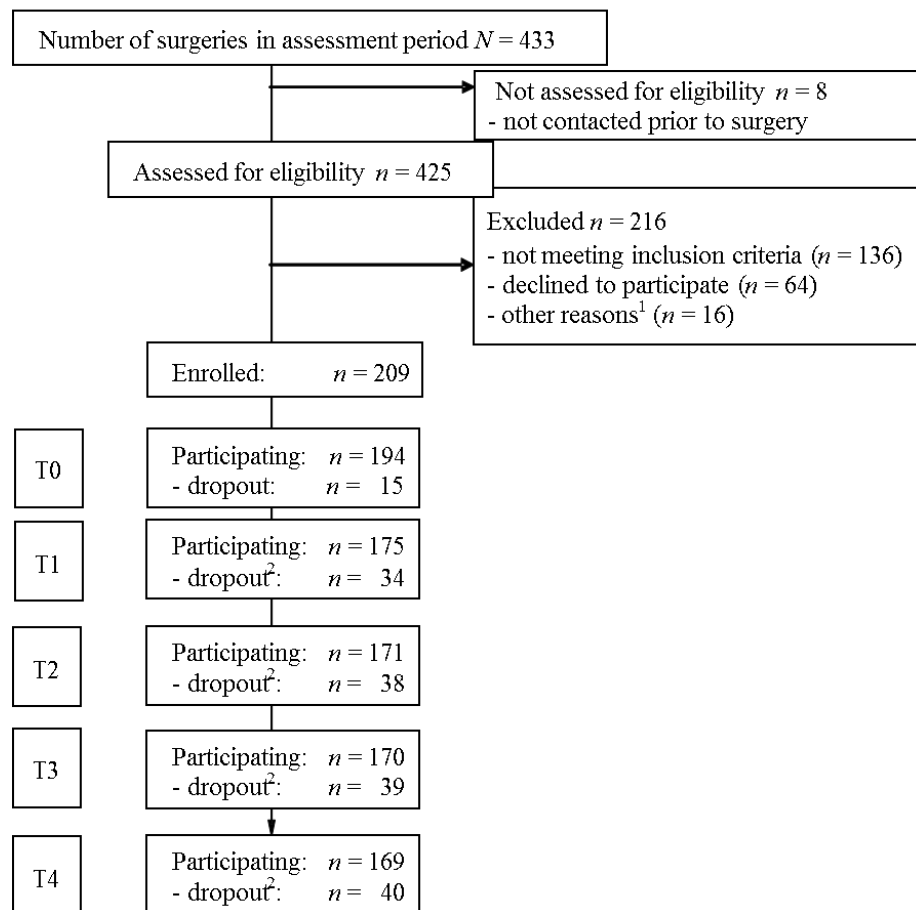 Number of surgeries in assessment period N = 433
Not assessed for eligibility n = 8
- not contacted prior to surgery
Assessed for eligibility n = 425
Excluded n = 216
- not meeting inclusion criteria (n = 136)
- declined to participate (n = 64)
- other reasons¹ (n = 16)
Enrolled: n = 209
T0
Participating: n = 194
- dropout: n = 15
T1
Participating: n = 175
- dropout²: n = 34
T2
Participating: n = 171
- dropout²: n = 38
T3
Participating: n = 170
- dropout²: n = 39
T4
Participating: n = 169
- dropout²: n = 40